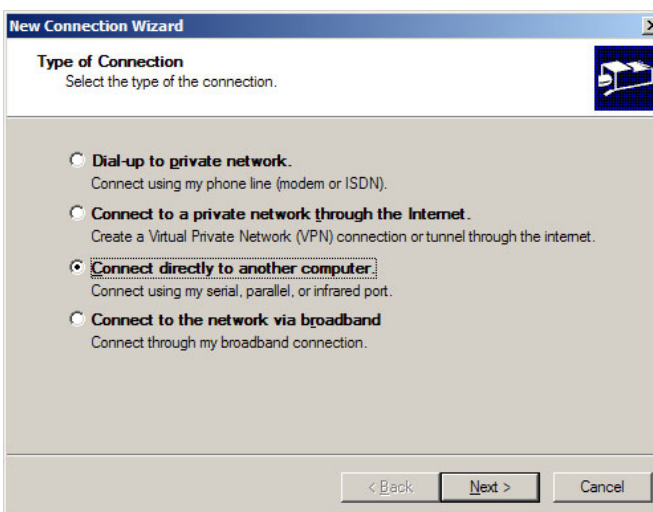 New Connection Wizard
Type of Connection
Select the type of the connection.
Dial-up to private network.
Connect using my phone line (modem or ISDN).
Connect to a private network through the Internet.
Create a Virtual Private Network (VPN) connection or tunnel through the internet.
Connect directly to another computer.
Connect using my serial, parallel, or infrared port.
Connect to the network via broadband
Connect through my broadband connection.
< Back Next > Cancel